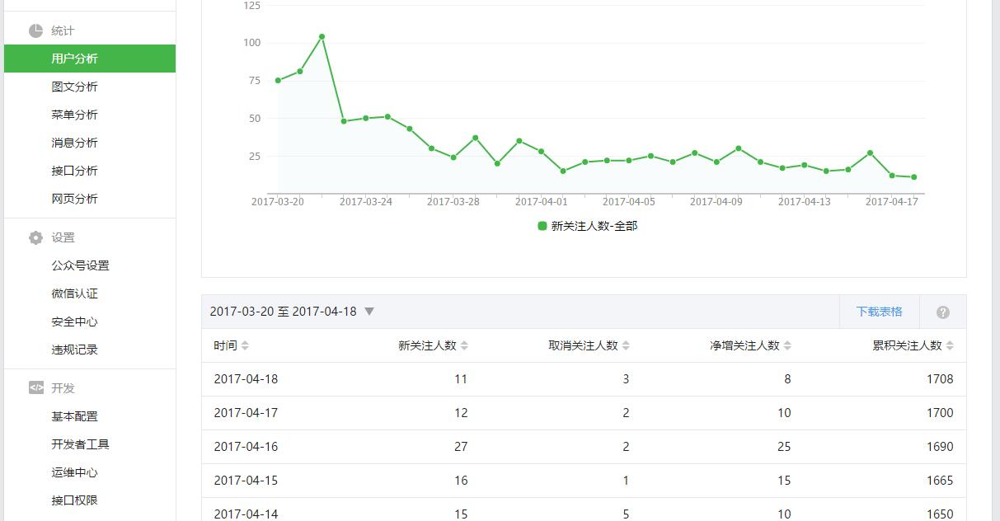 统计
用户分析
图文分析
菜单分析
消息分析
接口分析
网页分析
设置
公众号设置
微信认证
安全中心
违规记录
</>
开发
基本配置
开发者工具
运维中心
接口权限
125
100
75
50
25
2017-03-20 2017-03-24 2017-03-28 2017-04-01 2017-04-05 2017-04-09 2017-04-13 2017-04-17
新关注人数-全部
2017-03-20 至 2017-04-18 下载表格 ?
时间 新关注人数 取消关注人数 净增关注人数 累积关注人数
2017-04-18 11 3 8 1708
2017-04-17 12 2 10 1700
2017-04-16 27 2 25 1690
2017-04-15 16 1 15 1665
2017-04-14 15 5 10 1650